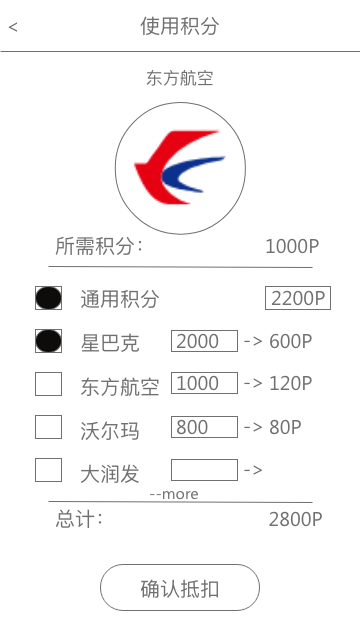 < 使用积分
东方航空
所需积分： 1000P
通用积分 2200P
星巴克 2000 -> 600P
东方航空 1000 -> 120P
沃尔玛 800 -> 80P
大润发 ->
--more
总计： 2800P
确认抵扣